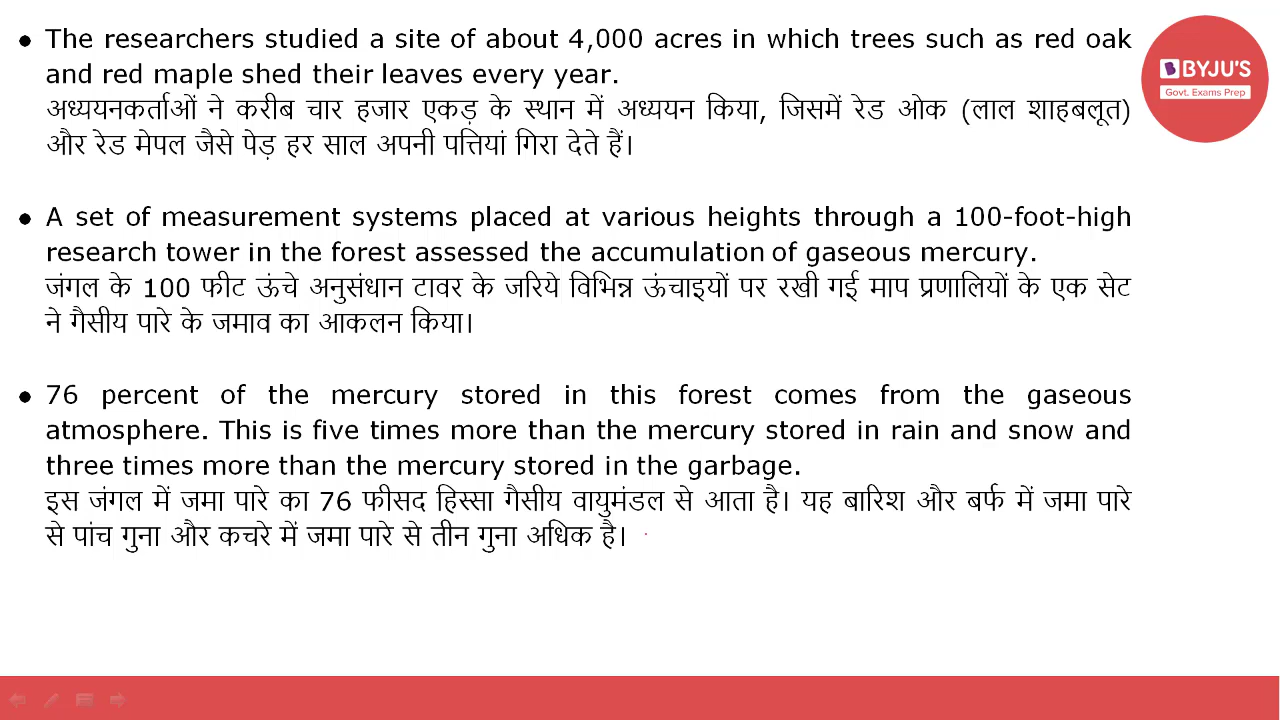 • The researchers studied a site of about 4,000 acres in which trees such as red oak
and red maple shed their leaves every year.
अध्ययनकर्ताओं ने करीब चार हजार एकड़ के स्थान में अध्ययन किया, जिसमें रेड ओक (लाल शाहबलूत)
और रेड मेपल जैसे पेड़ हर साल अपनी पत्तियां गिरा देते हैं।
• A set of measurement systems placed at various heights through a 100-foot-high
research tower in the forest assessed the accumulation of gaseous mercury.
जंगल के 100 फीट ऊंचे अनुसंधान टावर के जरिये विभिन्न ऊंचाइयों पर रखी गई माप प्रणालियों के एक सेट
ने गैसीय पारे के जमाव का आकलन किया।
• 76 percent of the mercury stored in this forest comes from the gaseous
atmosphere. This is five times more than the mercury stored in rain and snow and
three times more than the mercury stored in the garbage.
इस जंगल में जमा पारे का 76 फीसद हिस्सा गैसीय वायुमंडल से आता है। यह बारिश और बर्फ में जमा पारे
से पांच गुना और कचरे में जमा पारे से तीन गुना अधिक है।
BYJU'S
Govt. Exams Prep